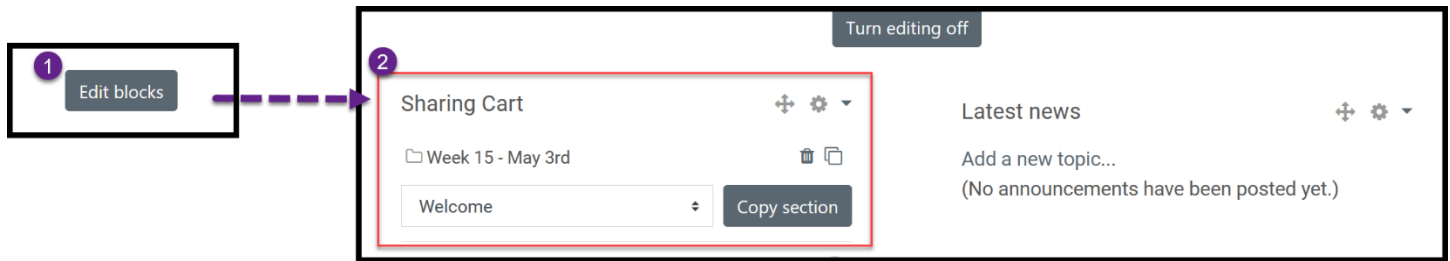 1
Edit blocks
Turn editing off
2
Sharing Cart
Week 15 - May 3rd
Welcome
Copy section
Latest news
Add a new topic...
(No announcements have been posted yet.)